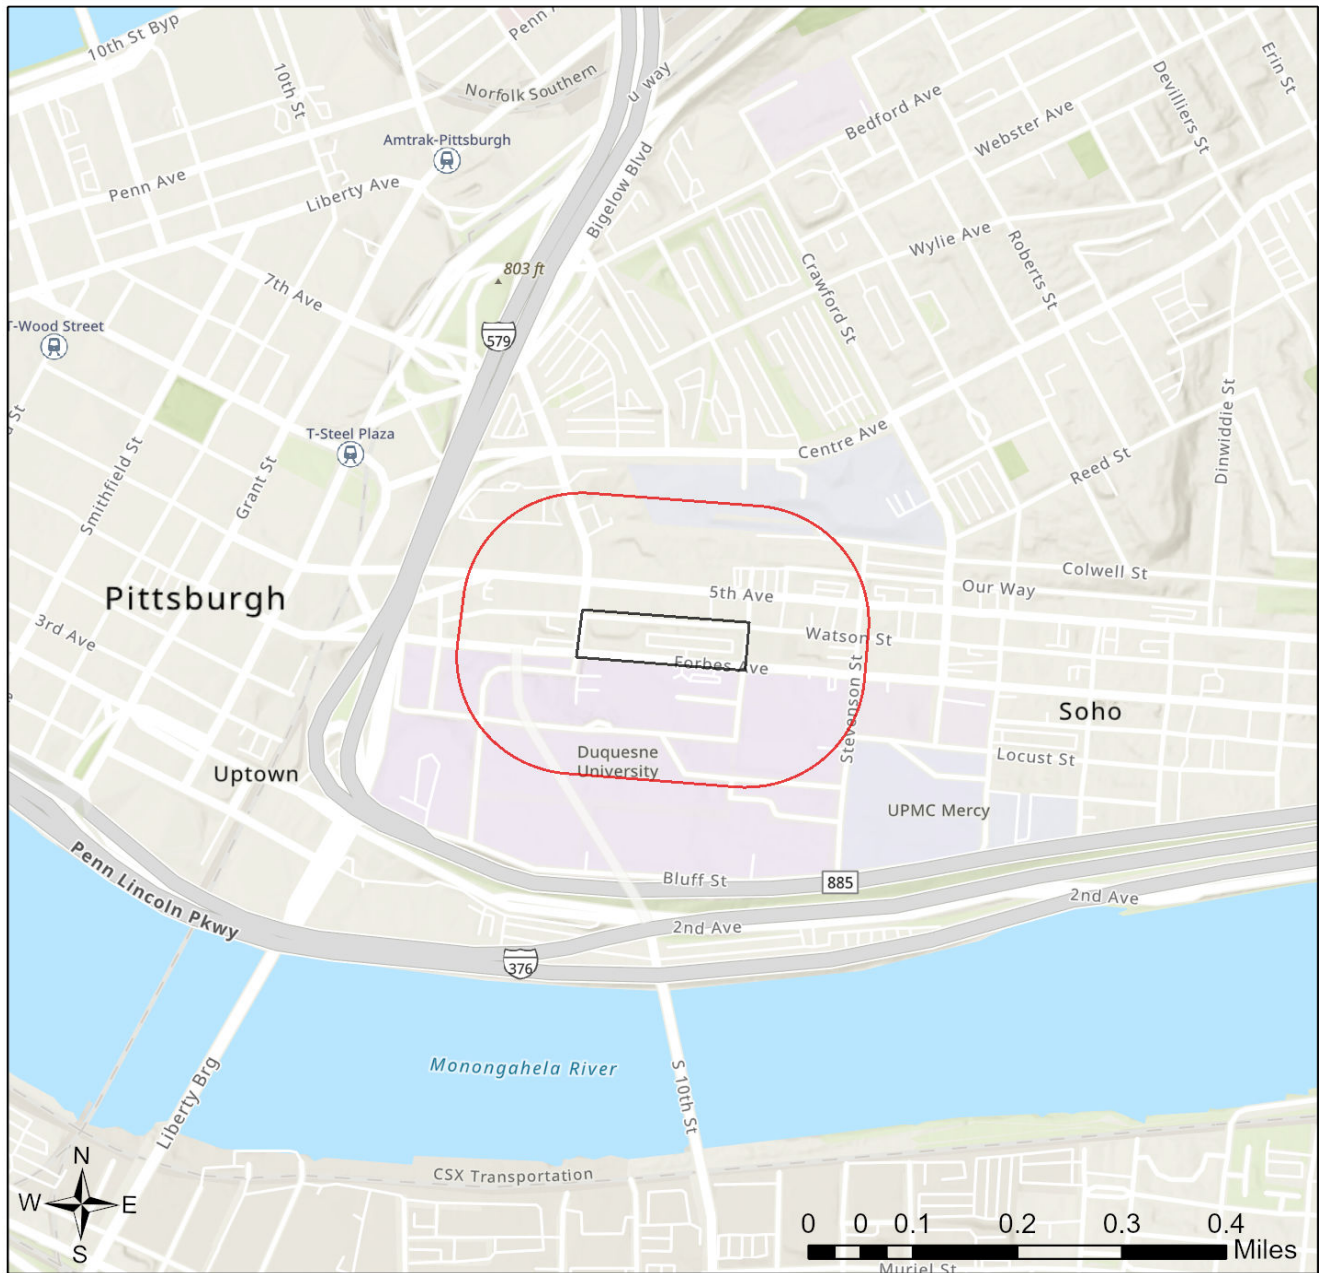 10th St Byp
Penn A
10th St
Norfolk Southern
u way
Erin St
Devilliers St
Bedford Ave
Webster Ave
Amtrak-Pittsburgh
Penn Ave
Liberty Ave
Bigelow Blvd
Wylie Ave
Roberts St
Crawford St
803 ft
7th Ave
T-Wood Street
579
Dinwiddie St
St
T-Steel Plaza
Centre Ave
Smithfield St
Grant St
Reed St
Colwell St
5th Ave
Our Way
Pittsburgh
3rd Ave
Watson St
Forbes Ave
Stevenson St
Soho
Duquesne
University
Locust St
Uptown
UPMC Mercy
Penn Lincoln Pkwy
Bluff St
885
2nd Ave
2nd Ave
376
Monongahela River
Liberty Brg
S 10th St
CSX Transportation
N
W E
S
0 0 0.1 0.2 0.3 0.4
Miles
Muriel St